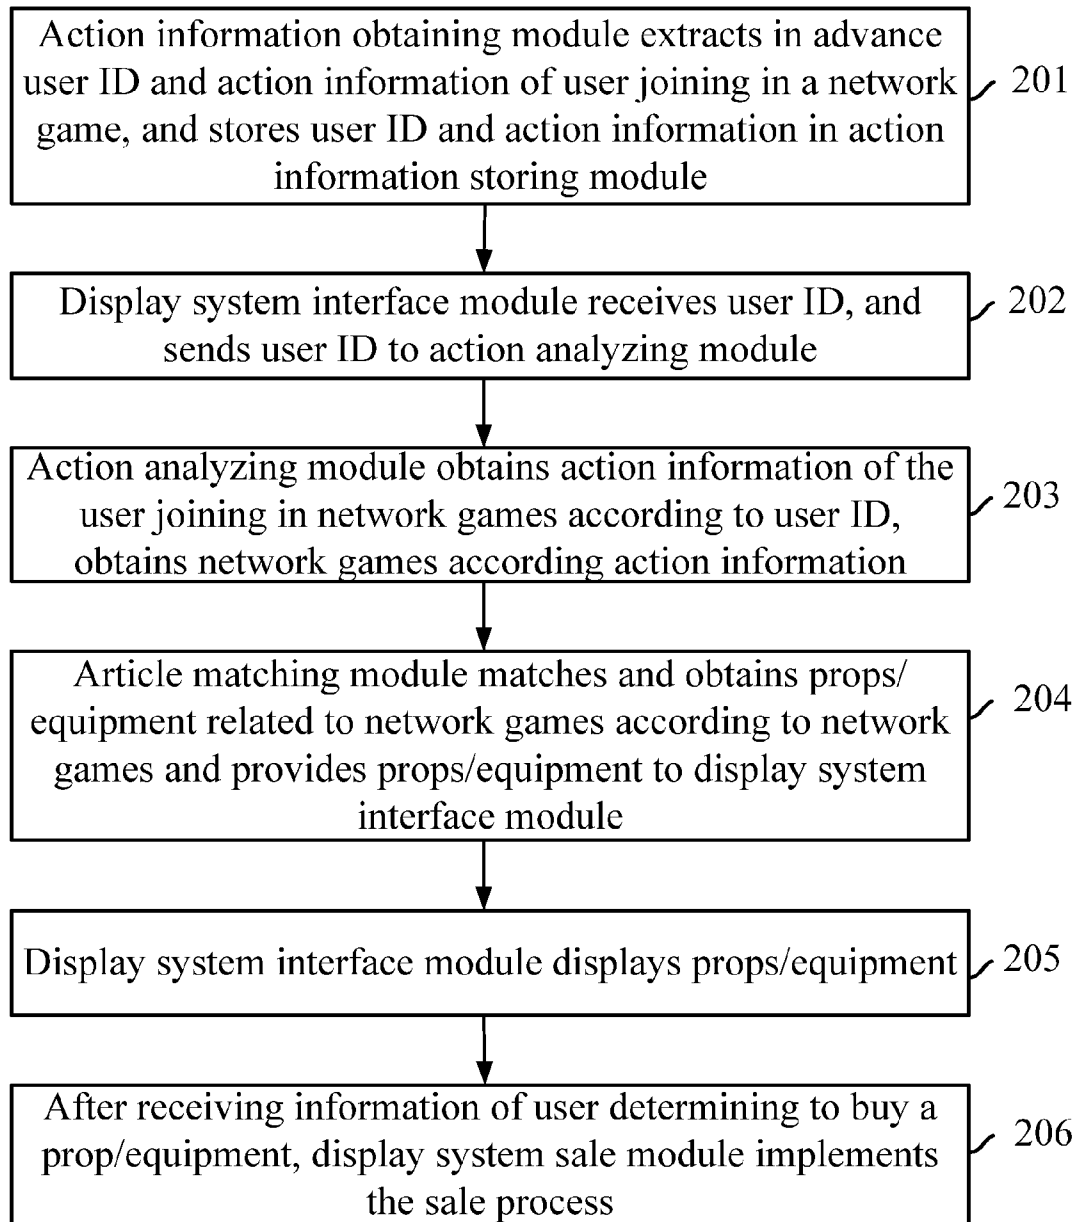 Action information obtaining module extracts in advance
user ID and action information of user joining in a network
game, and stores user ID and action information in action
information storing module
201
Display system interface module receives user ID, and
sends user ID to action analyzing module
202
Action analyzing module obtains action information of the
user joining in network games according to user ID,
obtains network games according action information
203
Article matching module matches and obtains props/
equipment related to network games according to network
games and provides props/equipment to display system
interface module
204
Display system interface module displays props/equipment
205
After receiving information of user determining to buy a
prop/equipment, display system sale module implements
the sale process
206